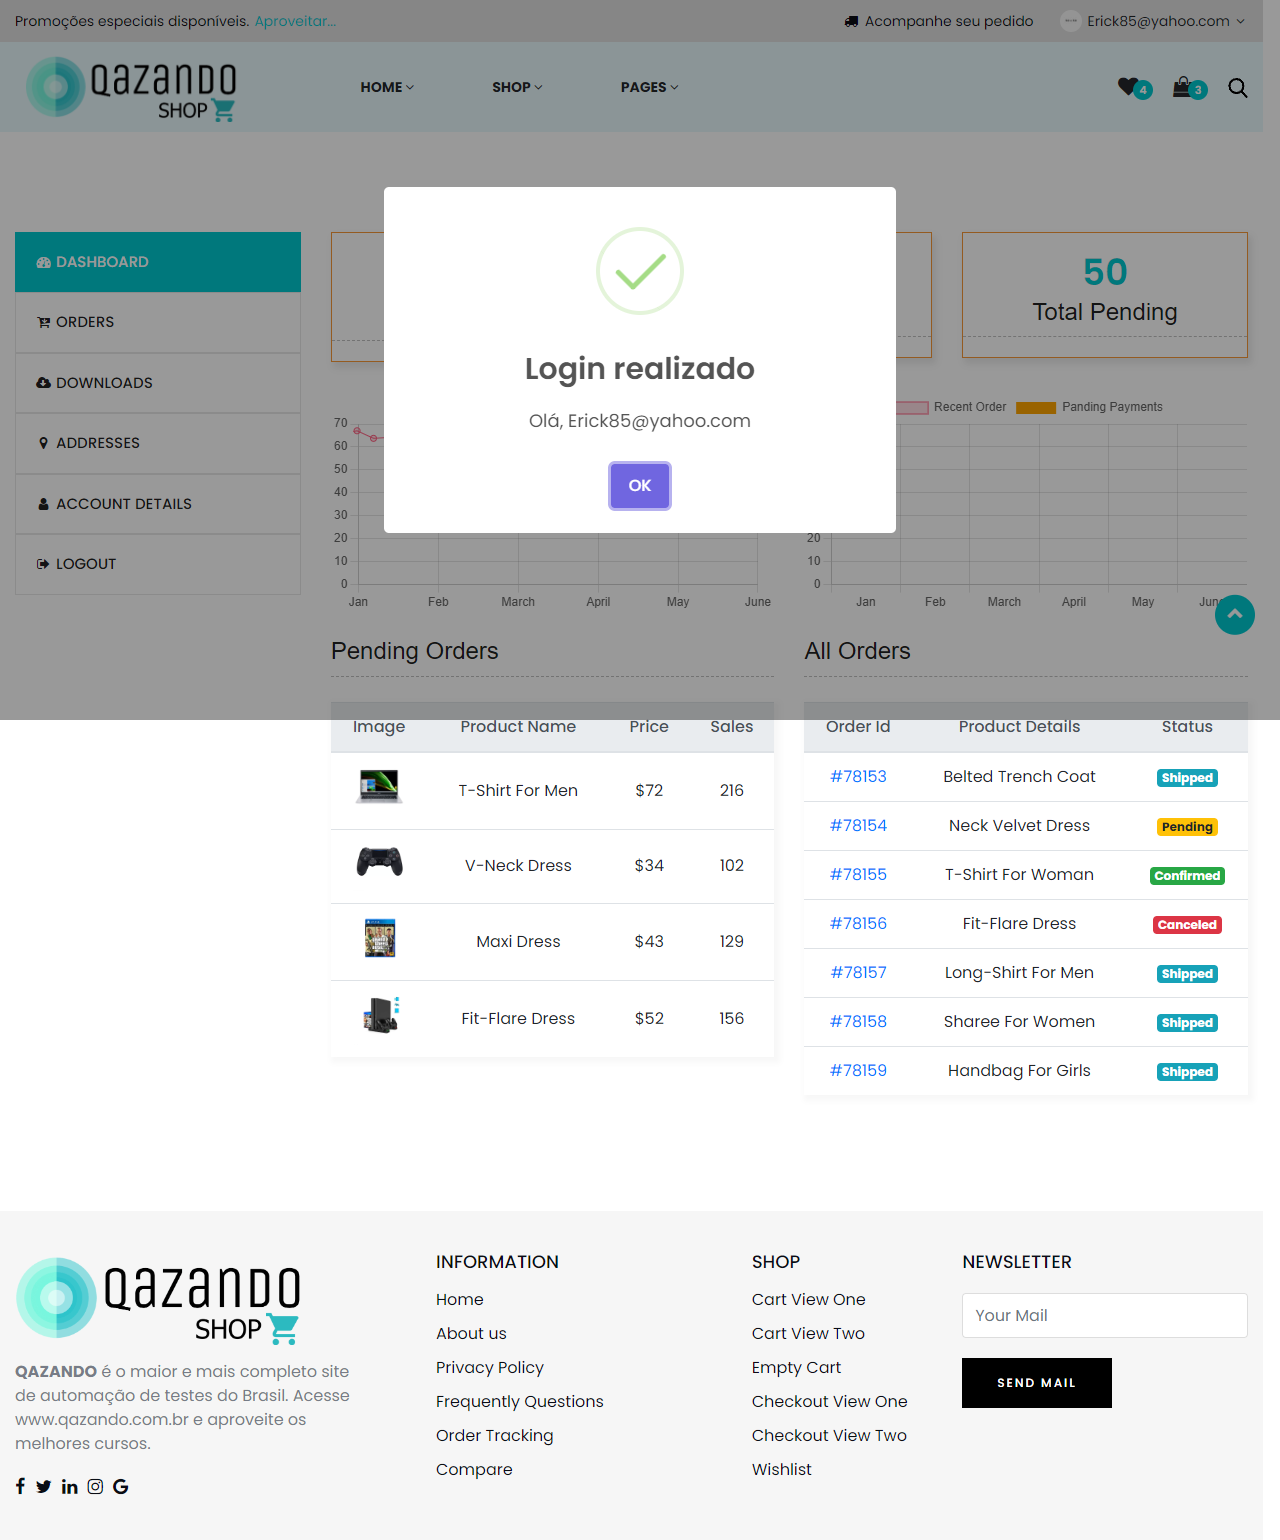 Promoções especiais disponíveis. Aproveitar...
Acompanhe seu pedido
Erick85@yahoo.com
QAZANDO
SHOP
HOME
SHOP
PAGES
4
3
DASHBOARD
ORDERS
DOWNLOADS
ADDRESSES
ACCOUNT DETAILS
LOGOUT
50
Total Pending
Login realizado
Olá, Erick85@yahoo.com
OK
70
60
50
40
30
20
10
0
Jan Feb March April May June
Recent Order Panding Payments
20
10
0
Jan Feb March April May June
Pending Orders
Image Product Name Price Sales
T-Shirt For Men $72 216
V-Neck Dress $34 102
Maxi Dress $43 129
Fit-Flare Dress $52 156
All Orders
Order Id Product Details Status
#78153 Belted Trench Coat Shipped
#78154 Neck Velvet Dress Pending
#78155 T-Shirt For Woman Confirmed
#78156 Fit-Flare Dress Canceled
#78157 Long-Shirt For Men Shipped
#78158 Sharee For Women Shipped
#78159 Handbag For Girls Shipped
QAZANDO
SHOP
QAZANDO é o maior e mais completo site
de automação de testes do Brasil. Acesse
www.qazando.com.br e aproveite os
melhores cursos.
INFORMATION
Home
About us
Privacy Policy
Frequently Questions
Order Tracking
Compare
SHOP
Cart View One
Cart View Two
Empty Cart
Checkout View One
Checkout View Two
Wishlist
NEWSLETTER
Your Mail
SEND MAIL